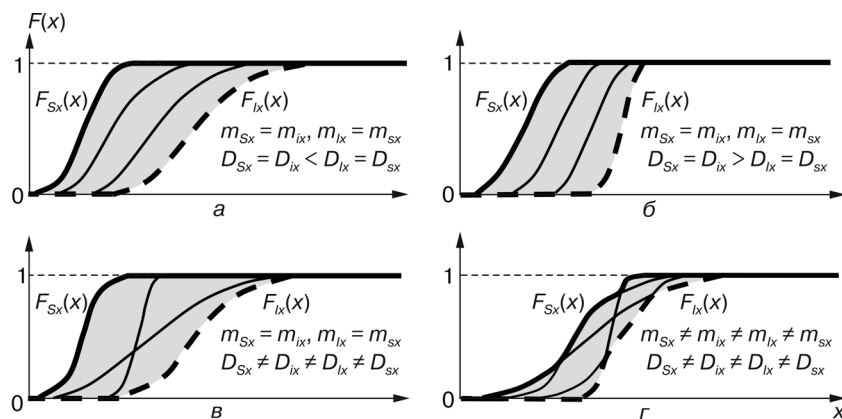 F(x)
1
F_Sx(x)
F_Ix(x)
m_Sx = m_ix, m_Ix = m_sx
D_Sx = D_ix < D_Ix = D_sx
0
а
1
F_Sx(x)
F_Ix(x)
m_Sx = m_ix, m_Ix = m_sx
D_Sx = D_ix > D_Ix = D_sx
0
б
1
F_Sx(x)
F_Ix(x)
m_Sx = m_ix, m_Ix = m_sx
D_Sx ≠ D_ix ≠ D_Ix ≠ D_sx
0
в
1
F_Sx(x)
F_Ix(x)
m_Sx ≠ m_ix ≠ m_Ix ≠ m_sx
D_Sx ≠ D_ix ≠ D_Ix ≠ D_sx
0
г
x